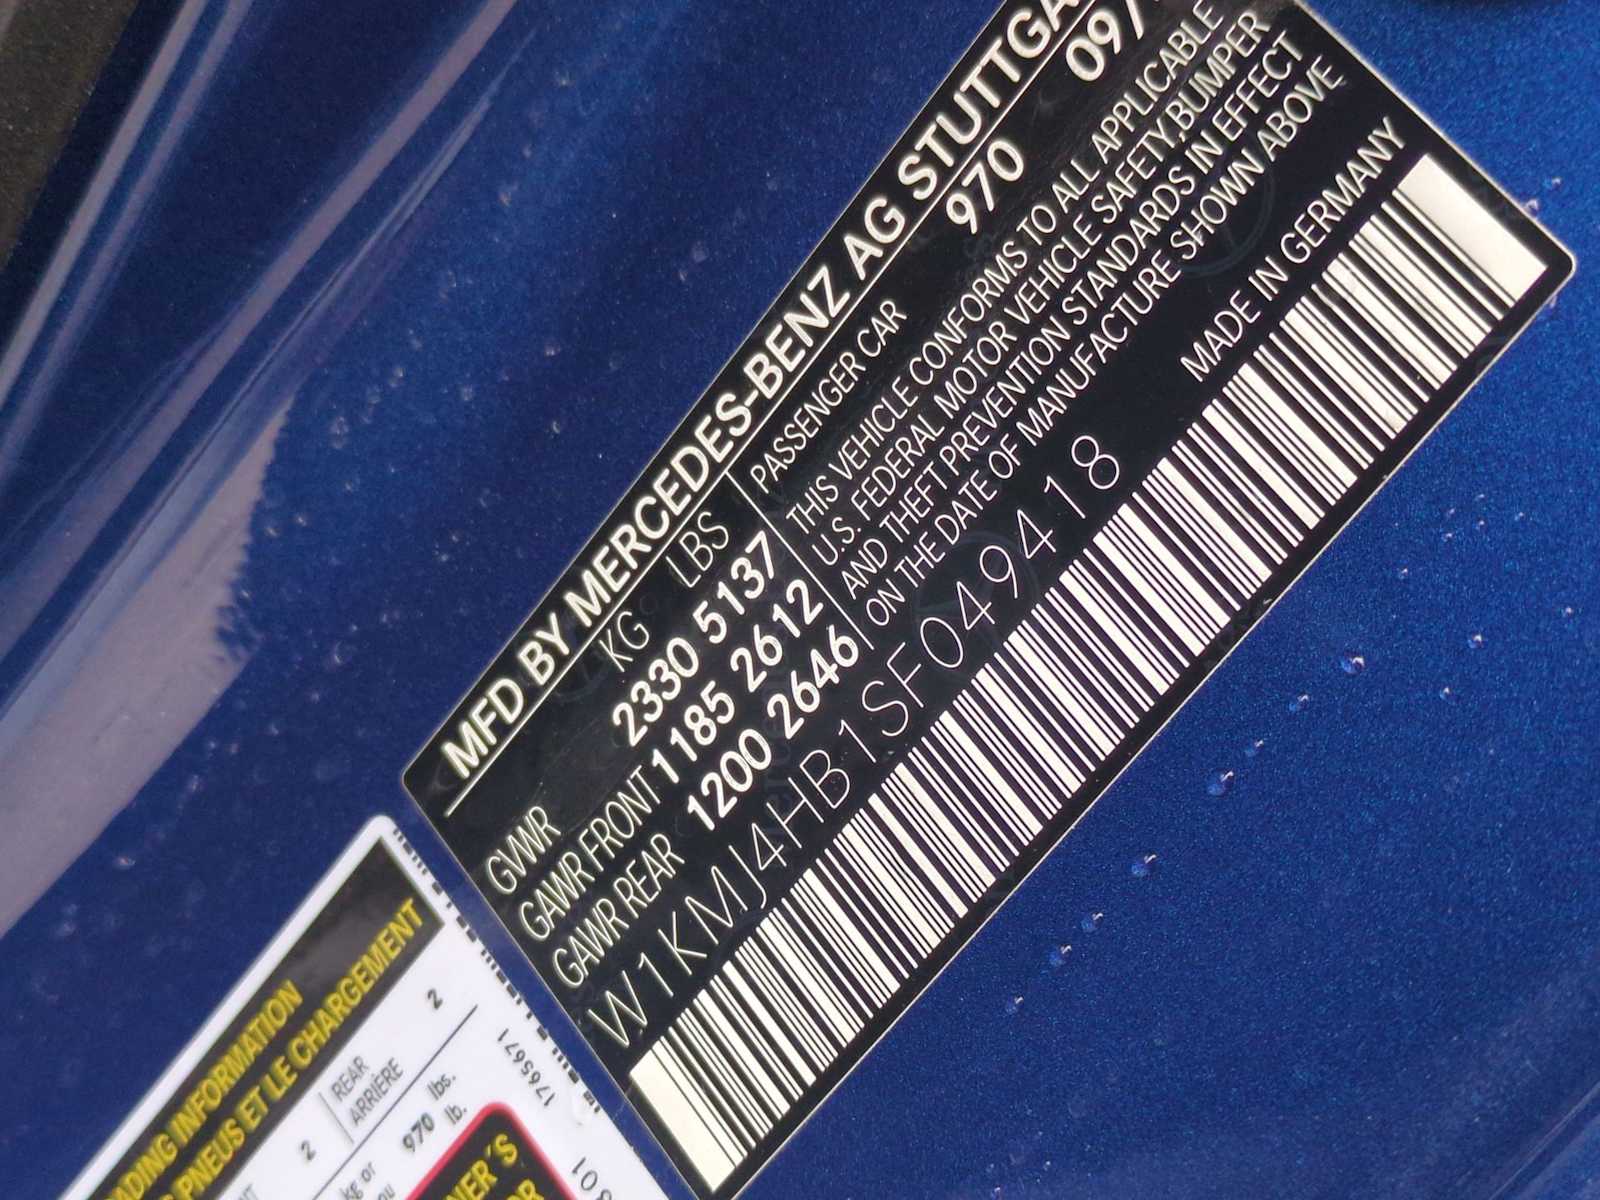 MFD BY MERCEDES-BENZ AG
KG LBS 970 09/
GVWR 2330 5137 PASSENGER CAR
GAWR FRONT 1185 2612
GAWR REAR 1200 2646
THIS VEHICLE CONFORMS TO ALL APPLICABLE
U.S. FEDERAL MOTOR VEHICLE SAFETY,BUMPER
AND THEFT PREVENTION STANDARDS IN EFFECT
ON THE DATE OF MANUFACTURE SHOWN ABOVE
W1KMJ4HB1SF049418 MADE IN GERMANY
INFORMATION
PNEUS ET LE CHARGEMENT
2 REAR 2
ARRIÈRE
kg or 970 lbs.
lb.
1765671